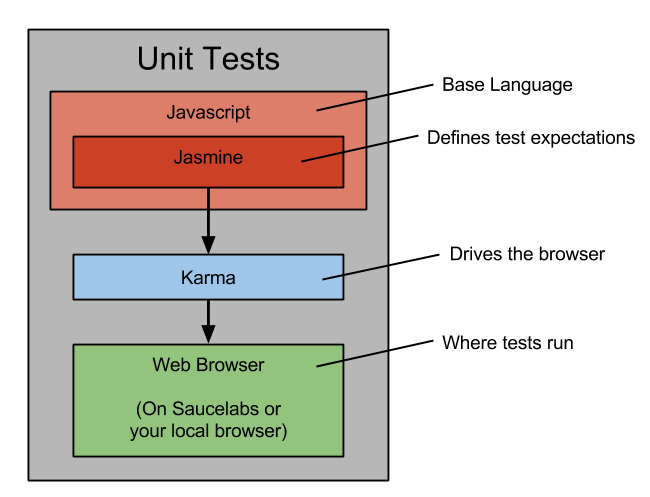 Unit Tests
Javascript
Base Language
Jasmine
Defines test expectations
Karma
Drives the browser
Web Browser
Where tests run
(On Saucelabs or
your local browser)